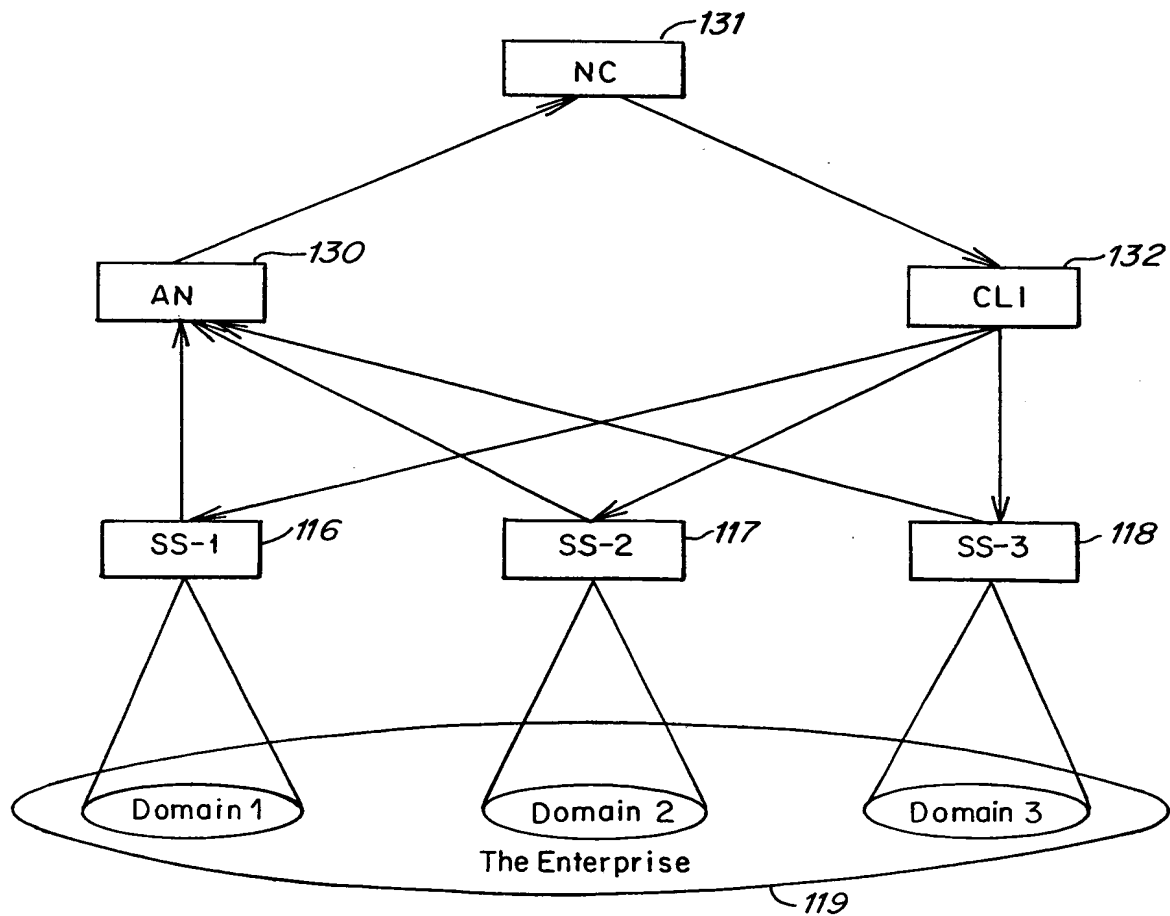 131
NC
130
AN
132
CLI
SS-1
116
SS-2
117
SS-3
118
Domain 1
Domain 2
Domain 3
The Enterprise
119